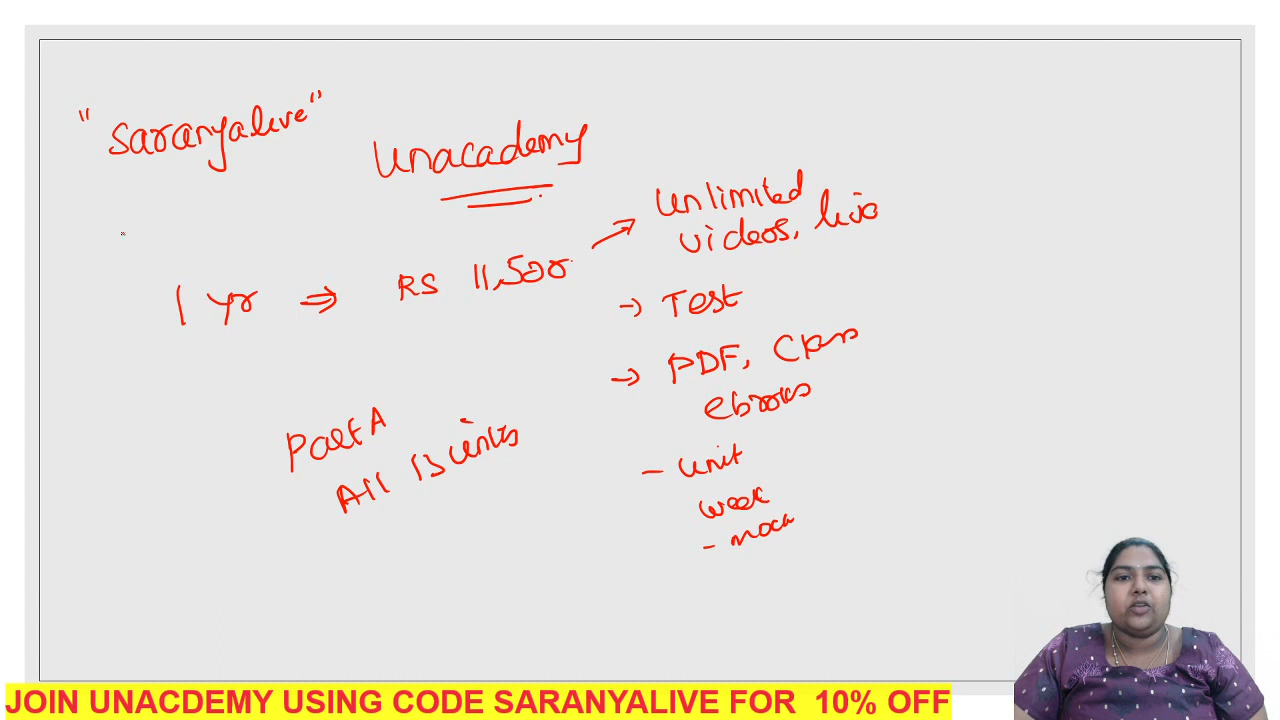 "Saranyalive"
Unacademy
1 yr ⇒ RS 11,500
→ Unlimited
videos, live
→ Test
→ PDF, Class
ebooks
Part A
All 13 units
- Unit
week
- mock
JOIN UNACDEMY USING CODE SARANYALIVE FOR 10% OFF